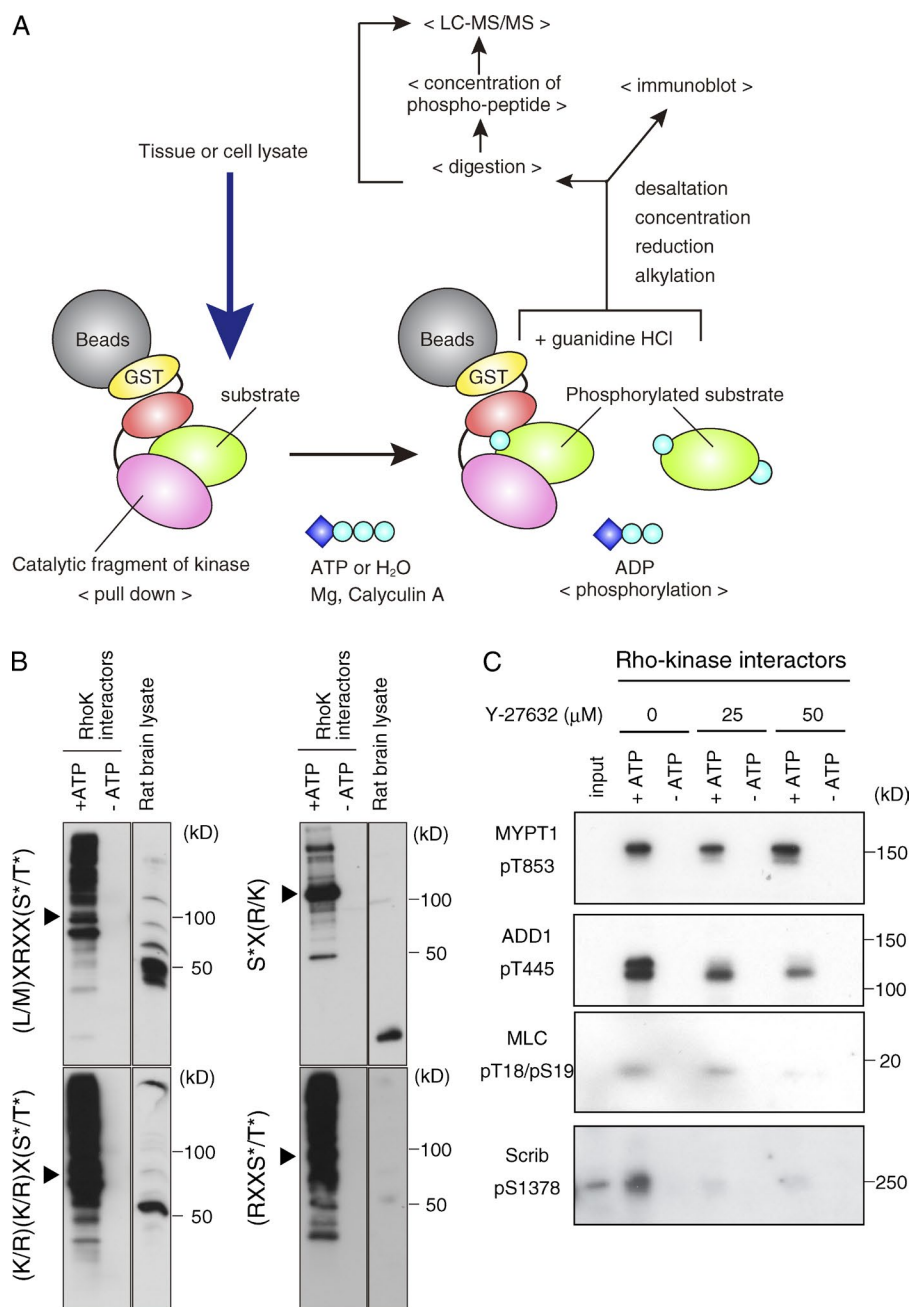 A
< LC-MS/MS >
< concentration of
phospho-peptide >
< immunoblot >
Tissue or cell lysate
< digestion >
desaltation
concentration
reduction
alkylation
Beads
GST
substrate
Beads
GST
+ guanidine HCl
Phosphorylated substrate
Catalytic fragment of kinase
< pull down >
ATP or H₂O
Mg, Calyculin A
ADP
< phosphorylation >
B
RhoK
interactors
+ATP
- ATP
Rat brain lysate
(L/M)XRXX(S*/T*)
(kD)
100
50
RhoK
interactors
+ATP
- ATP
Rat brain lysate
S*X(R/K)
(kD)
100
50
(K/R)(K/R)X(S*/T*)
(kD)
100
50
(RXXS*/T*)
(kD)
100
50
C
Rho-kinase interactors
Y-27632 (μM) 0 25 50
input + ATP - ATP + ATP - ATP + ATP - ATP (kD)
MYPT1
pT853
150
ADD1
pT445
150
100
MLC
pT18/pS19
20
Scrib
pS1378
250